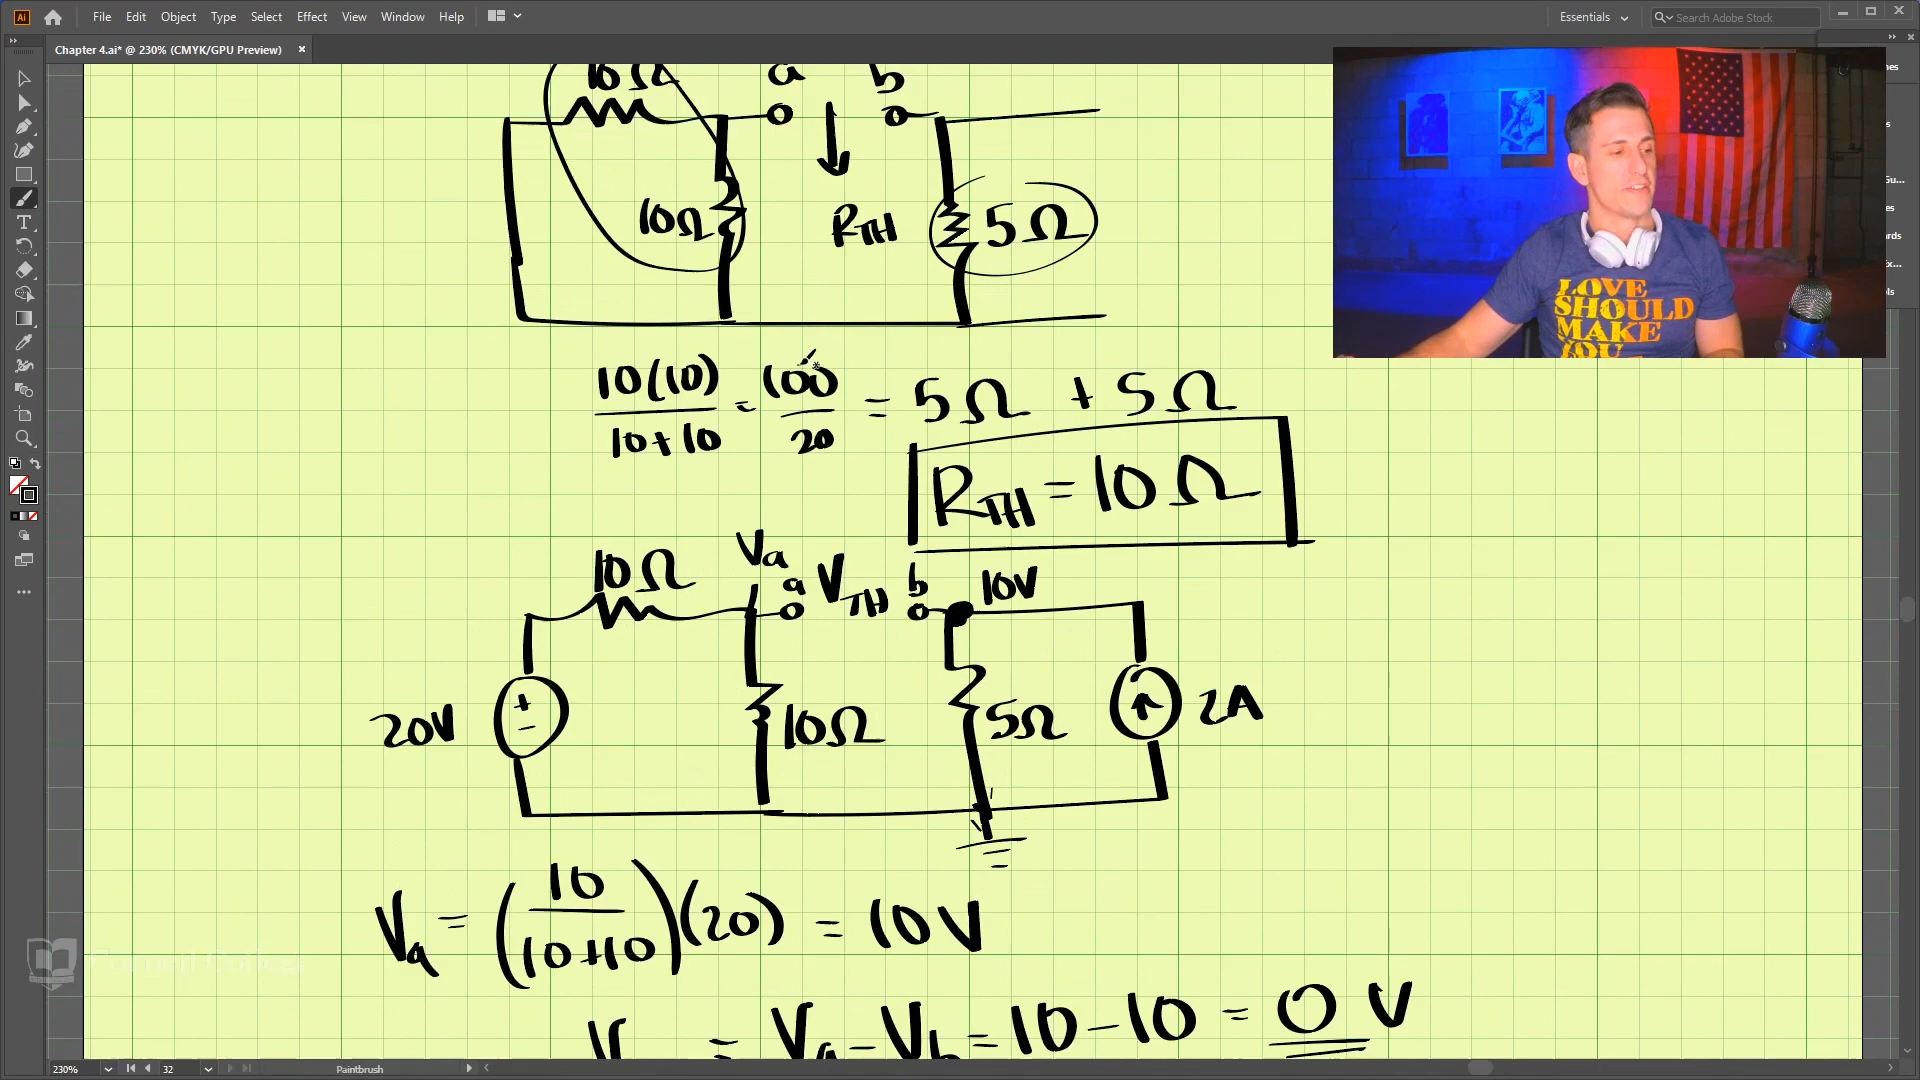 Ai File Edit Object Type Select Effect View Window Help Essentials Search Adobe Stock
Chapter 4.ai* @ 230% (CMYK/GPU Preview)
10Ω a b
10Ω RTH 5Ω
LOVE
SHOULD
MAKE
YOU
10(10) / 10+10 = 100 / 20 = 5Ω + 5Ω
RTH = 10Ω
10Ω Va a VTH b 10V
20V + - 10Ω 5Ω 2A
Va = (10 / 10+10)(20) = 10V
= Va - Vb = 10 - 10 = 0 V
230% 32 Paintbrush